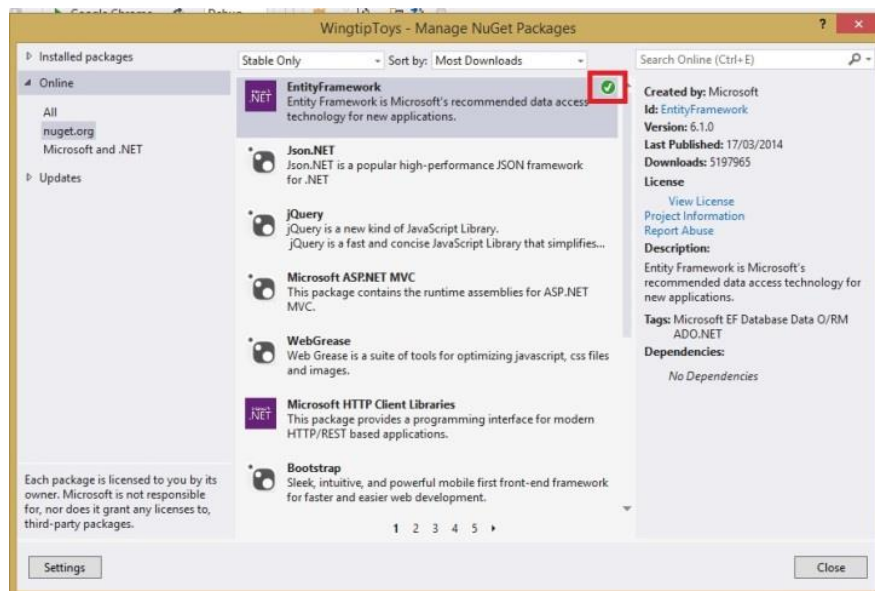 WingtipToys - Manage NuGet Packages
? ×
Installed packages
Online
All
nuget.org
Microsoft and .NET
Updates
Each package is licensed to you by its
owner. Microsoft is not responsible
for, nor does it grant any licenses to,
third-party packages.
Stable Only
Sort by: Most Downloads
.NET
EntityFramework
Entity Framework is Microsoft's recommended data access
technology for new applications.
Json.NET
Json.NET is a popular high-performance JSON framework
for .NET
jQuery
jQuery is a new kind of JavaScript Library.
jQuery is a fast and concise JavaScript Library that simplifies...
Microsoft ASP.NET MVC
This package contains the runtime assemblies for ASP.NET
MVC.
WebGrease
Web Grease is a suite of tools for optimizing javascript, css files
and images.
.NET
Microsoft HTTP Client Libraries
This package provides a programming interface for modern
HTTP/REST based applications.
Bootstrap
Sleek, intuitive, and powerful mobile first front-end framework
for faster and easier web development.
1 2 3 4 5
Search Online (Ctrl+E)
Created by: Microsoft
Id: EntityFramework
Version: 6.1.0
Last Published: 17/03/2014
Downloads: 5197965
License
View License
Project Information
Report Abuse
Description:
Entity Framework is Microsoft's
recommended data access technology for
new applications.
Tags: Microsoft EF Database Data O/RM
ADO.NET
Dependencies:
No Dependencies
Settings
Close